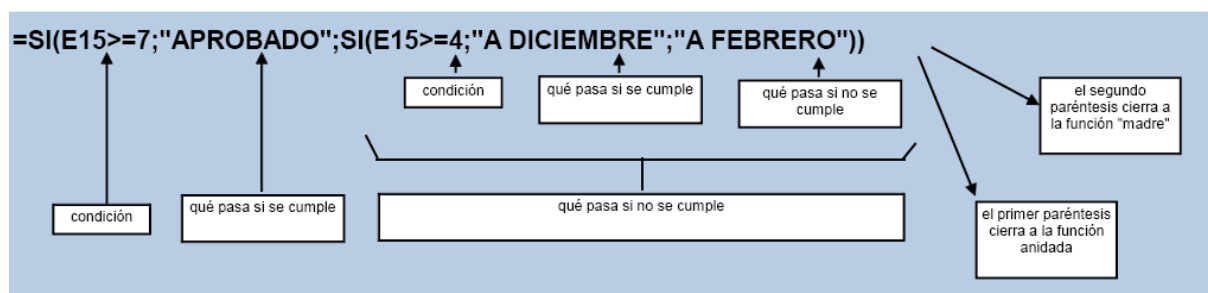 =SI(E15>=7;"APROBADO";SI(E15>=4;"A DICIEMBRE";"A FEBRERO"))
condición
qué pasa si se cumple
qué pasa si no se
cumple
el segundo
paréntesis cierra a
la función "madre"
condición
qué pasa si se cumple
qué pasa si no se cumple
el primer paréntesis
cierra a la función
anidada